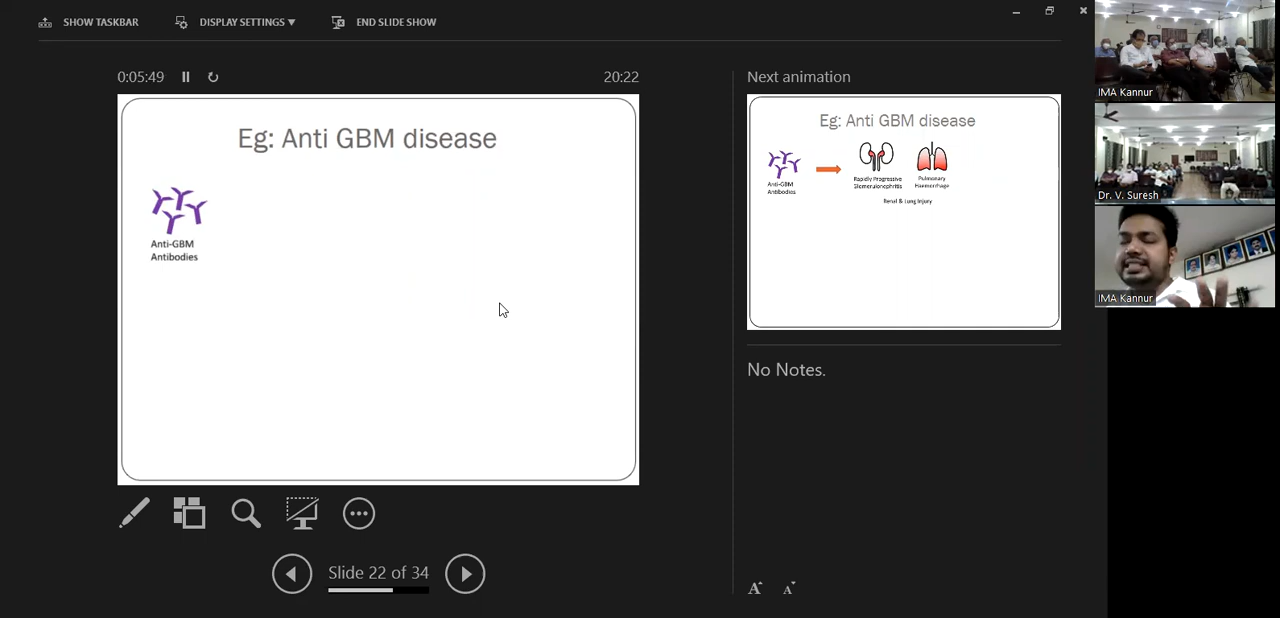 SHOW TASKBAR
DISPLAY SETTINGS ▼
END SLIDE SHOW
0:05:49
20:22
Eg: Anti GBM disease
Anti-GBM
Antibodies
Slide 22 of 34
Next animation
Eg: Anti GBM disease
Anti-GBM
Antibodies
Rapidly Progressive
Glomerulonephritis
Pulmonary
Haemorrhage
Renal & Lung Injury
No Notes.
A
A
IMA Kannur
Dr. V. Suresh
IMA Kannur